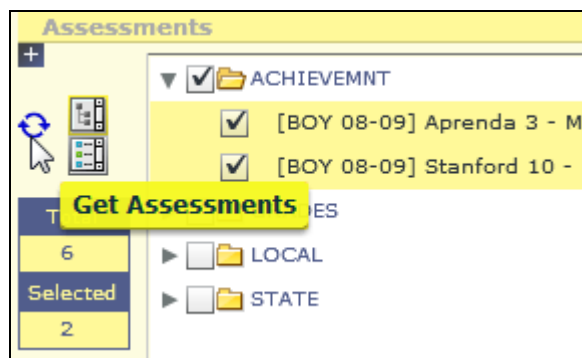 Assessments
+
ACHIEVEMNT
[BOY 08-09] Aprenda 3 - M
[BOY 08-09] Stanford 10 -
Get Assessments
6
LOCAL
Selected
STATE
2